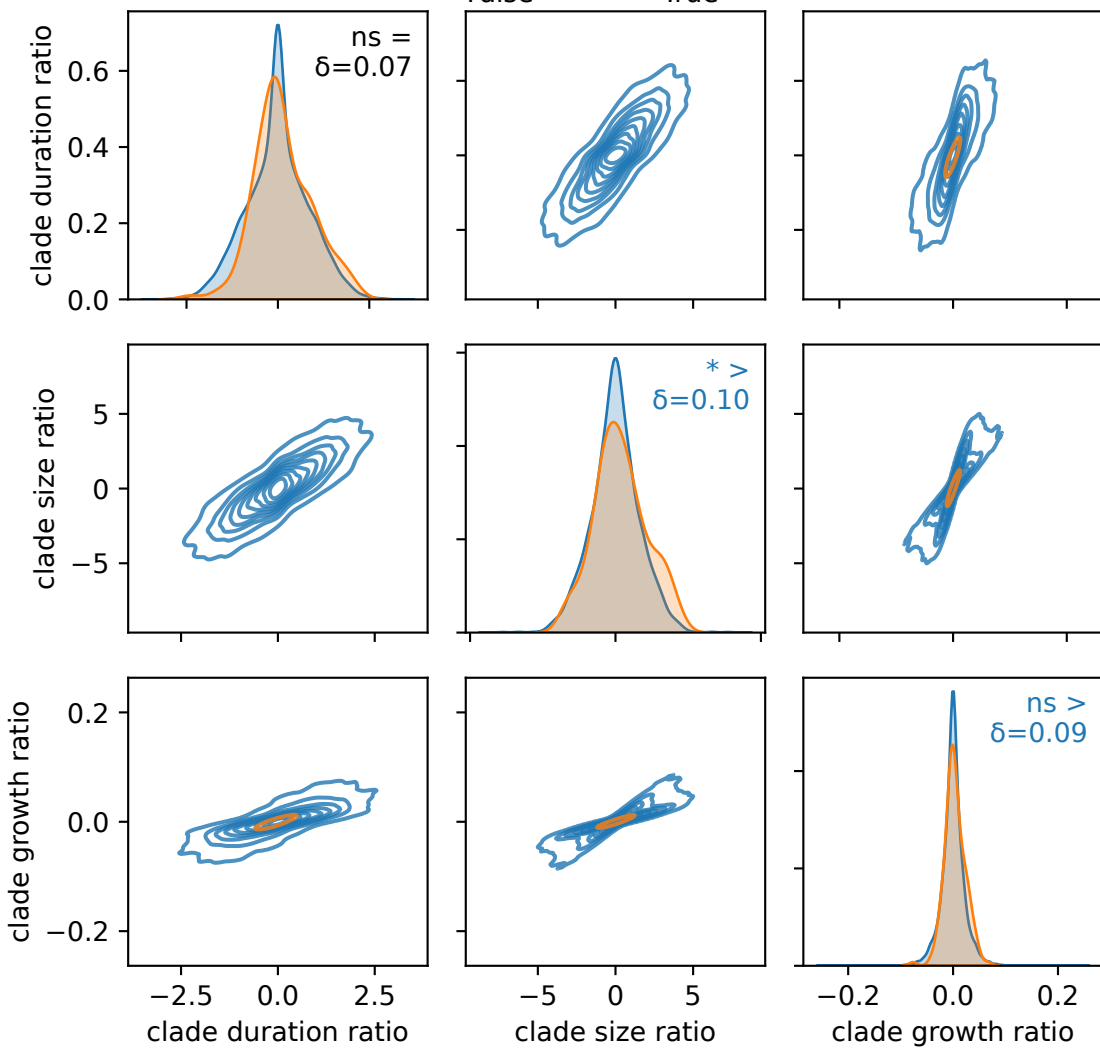 ns =
δ=0.07
clade duration ratio
0.6
0.4
0.2
0.0
* >
δ=0.10
clade size ratio
5
0
−5
ns >
δ=0.09
clade growth ratio
0.2
0.0
−0.2
−2.5 0.0 2.5
−5 0 5
−0.2 0.0 0.2
clade duration ratio
clade size ratio
clade growth ratio